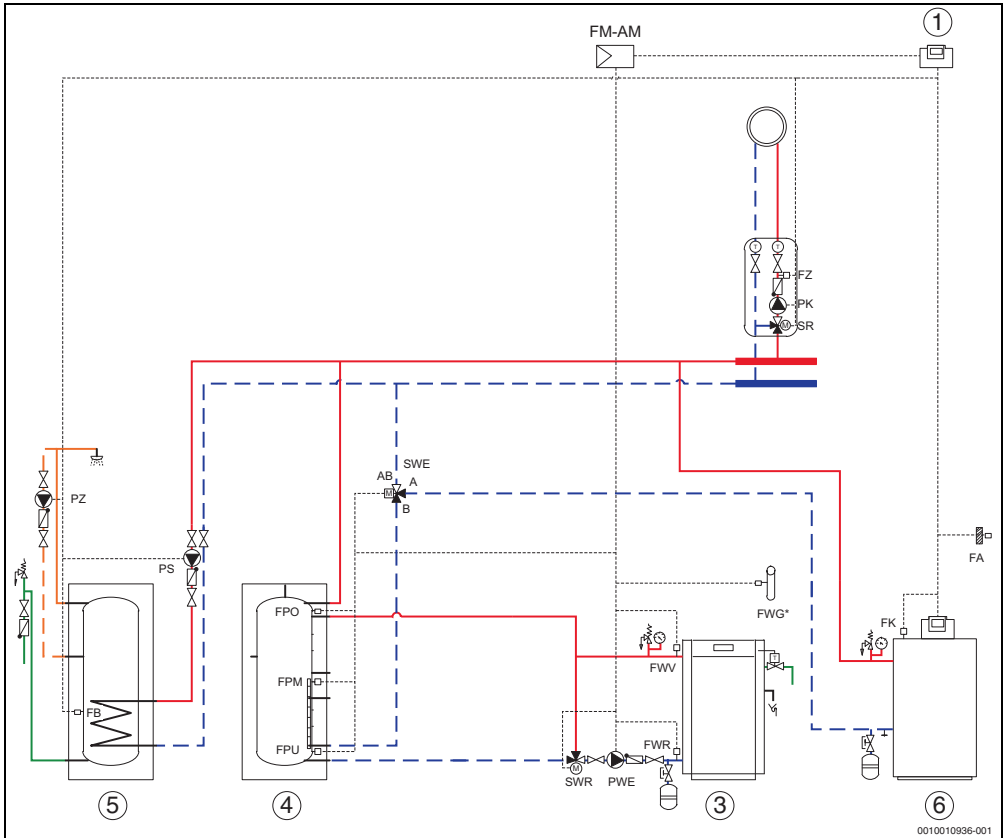 1
FM-AM
T
T
FZ
PK
M
SR
SWE
AB
A
M
B
PZ
PS
FA
FPO
FWG*
FK
FWV
T
FPM
FB
FPU
FWR
M
SWR
PWE
5
4
3
6
0010010936-001